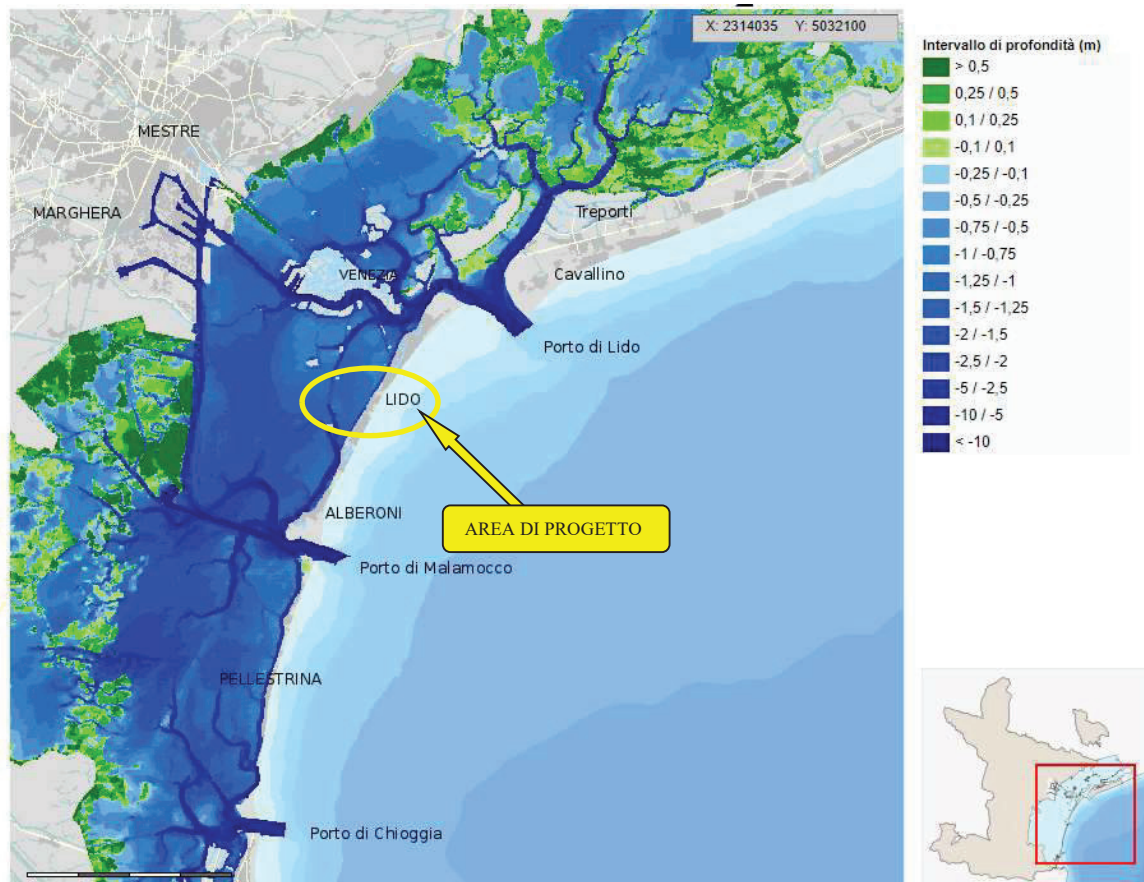 X: 2314035 Y: 5032100
Intervallo di profondità (m)
> 0,5
0,25 / 0,5
0,1 / 0,25
-0,1 / 0,1
-0,25 / -0,1
-0,5 / -0,25
-0,75 / -0,5
-1 / -0,75
-1,25 / -1
-1,5 / -1,25
-2 / -1,5
-2,5 / -2
-5 / -2,5
-10 / -5
< -10
MESTRE
MARGHERA
Treporti
VENEZIA
Cavallino
Porto di Lido
LIDO
ALBERONI
AREA DI PROGETTO
Porto di Malamocco
PELLESTRINA
Porto di Chioggia